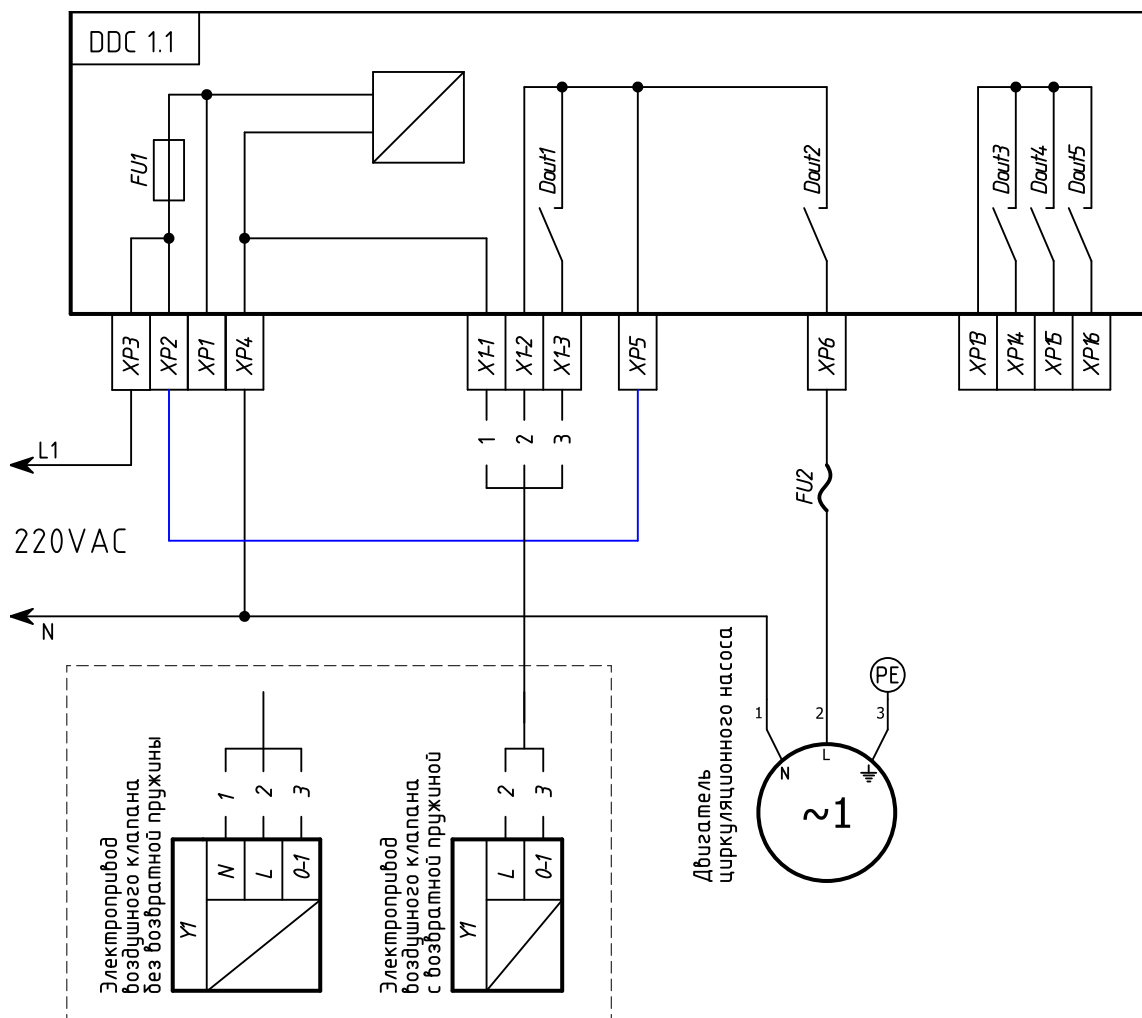 DDC 1.1
FU1
Dout1
Dout2
Dout3
Dout4
Dout5
XP3
XP2
XP1
XP4
X1-1
X1-2
X1-3
XP5
XP6
XP13
XP14
XP15
XP16
1
2
3
L1
FU2
220VAC
N
PE
1
2
3
N
L
~1
Двигатель
циркуляционного насоса
1
2
3
2
3
N
L
0-1
L
0-1
Y1
Y1
Электропривод
воздушного клапана
без возвратной пружины
Электропривод
воздушного клапана
с возвратной пружиной